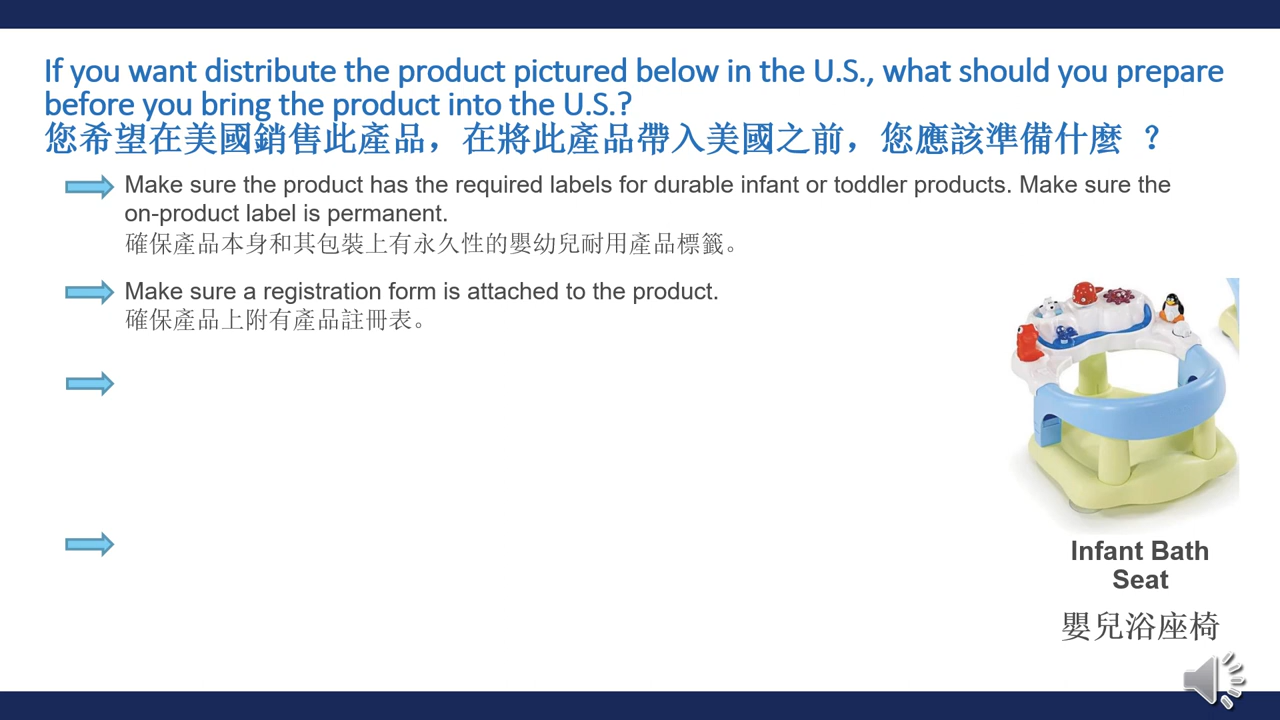 If you want distribute the product pictured below in the U.S., what should you prepare
before you bring the product into the U.S.?
您希望在美國銷售此產品，在將此產品帶入美國之前，您應該準備什麼 ？
Make sure the product has the required labels for durable infant or toddler products. Make sure the
on-product label is permanent.
確保產品本身和其包裝上有永久性的嬰幼兒耐用產品標籤。
Make sure a registration form is attached to the product.
確保產品上附有產品註冊表。
Infant Bath
Seat
嬰兒浴座椅